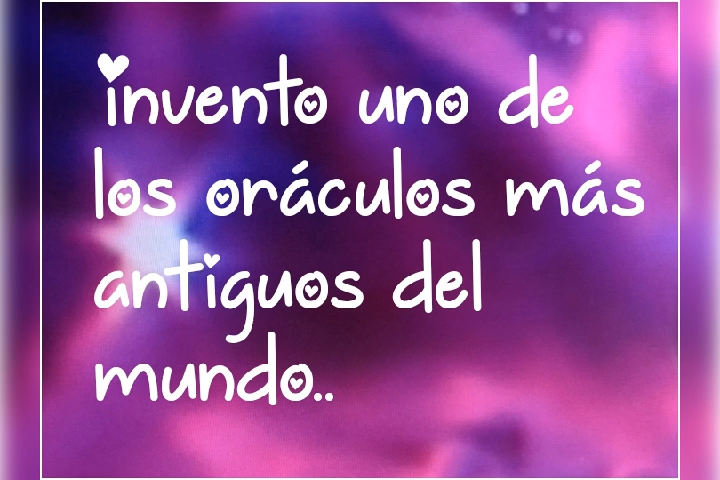 invento uno de
los oráculos más
antiguos del
mundo..